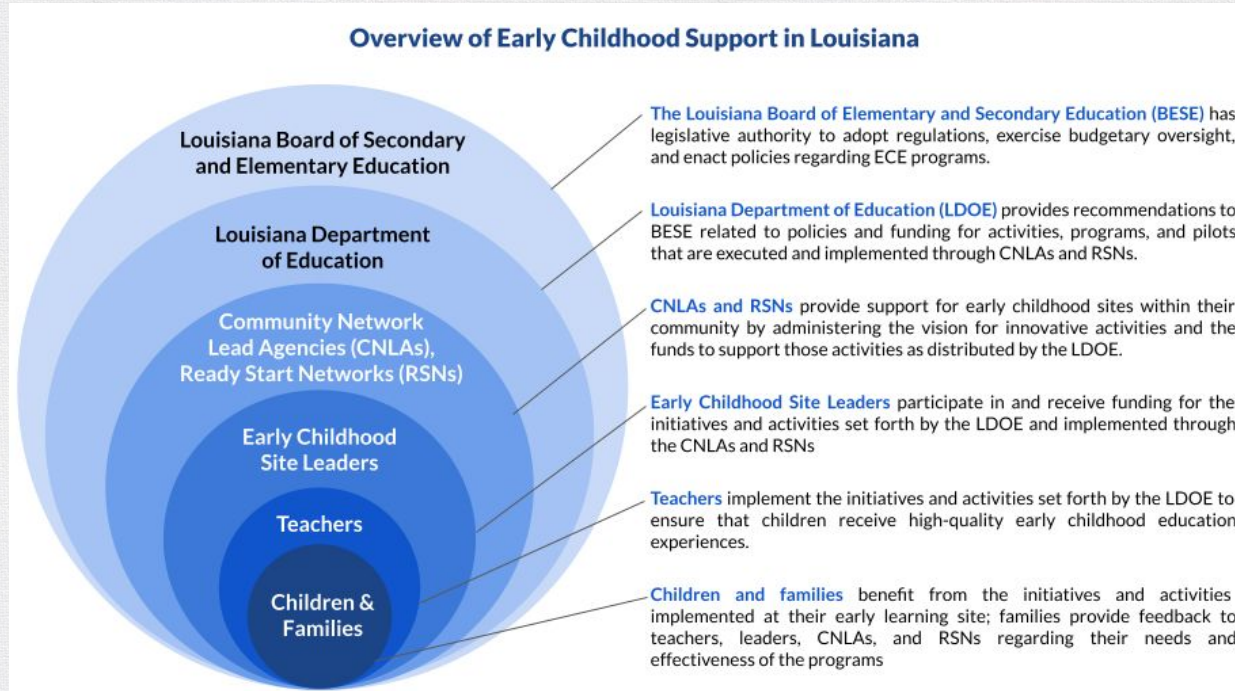 Overview of Early Childhood Support in Louisiana
Louisiana Board of Secondary
and Elementary Education
Louisiana Department
of Education
Community Network
Lead Agencies (CNLAs),
Ready Start Networks (RSNs)
Early Childhood
Site Leaders
Teachers
Children &
Families
The Louisiana Board of Elementary and Secondary Education (BESE) has
legislative authority to adopt regulations, exercise budgetary oversight,
and enact policies regarding ECE programs.
Louisiana Department of Education (LDOE) provides recommendations to
BESE related to policies and funding for activities, programs, and pilots
that are executed and implemented through CNLAs and RSNs.
CNLAs and RSNs provide support for early childhood sites within their
community by administering the vision for innovative activities and the
funds to support those activities as distributed by the LDOE.
Early Childhood Site Leaders participate in and receive funding for the
initiatives and activities set forth by the LDOE and implemented through
the CNLAs and RSNs
Teachers implement the initiatives and activities set forth by the LDOE to
ensure that children receive high-quality early childhood education
experiences.
Children and families benefit from the initiatives and activities
implemented at their early learning site; families provide feedback to
teachers, leaders, CNLAs, and RSNs regarding their needs and
effectiveness of the programs